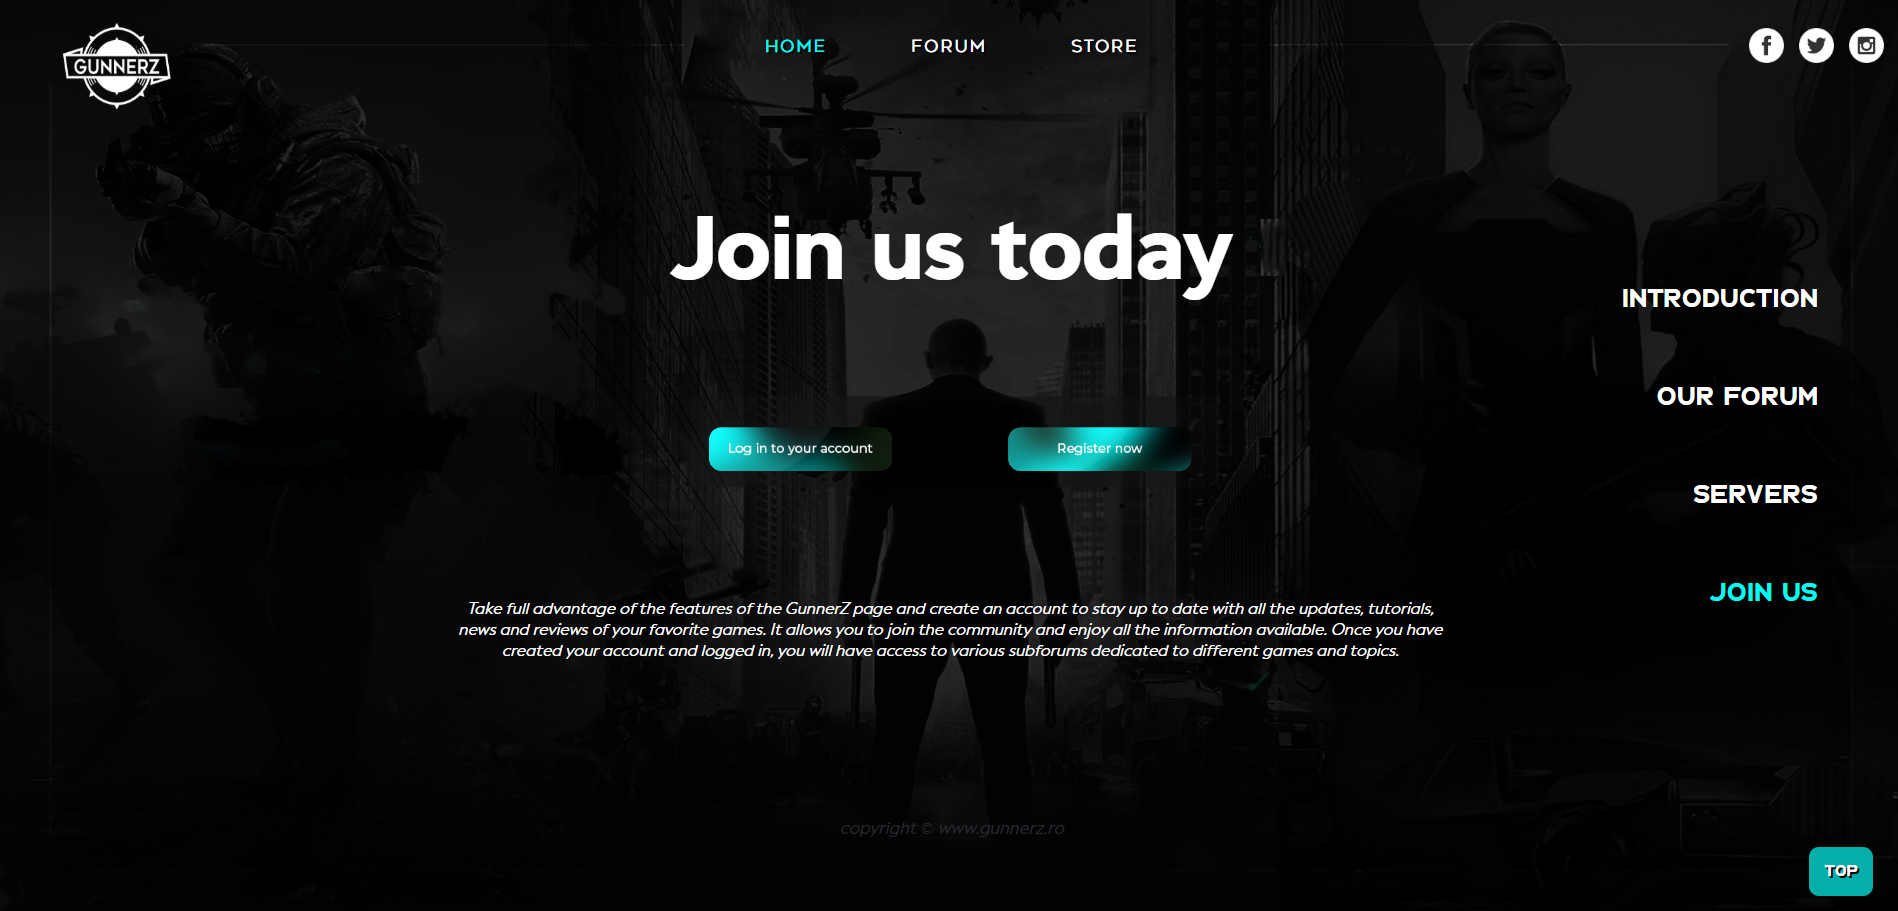 GUNNERZ
HOME FORUM STORE
Join us today
INTRODUCTION
OUR FORUM
Log in to your account Register now
SERVERS
JOIN US
Take full advantage of the features of the GunnerZ page and create an account to stay up to date with all the updates, tutorials,
news and reviews of your favorite games. It allows you to join the community and enjoy all the information available. Once you have
created your account and logged in, you will have access to various subforums dedicated to different games and topics.
copyright © www.gunnerz.ro
TOP